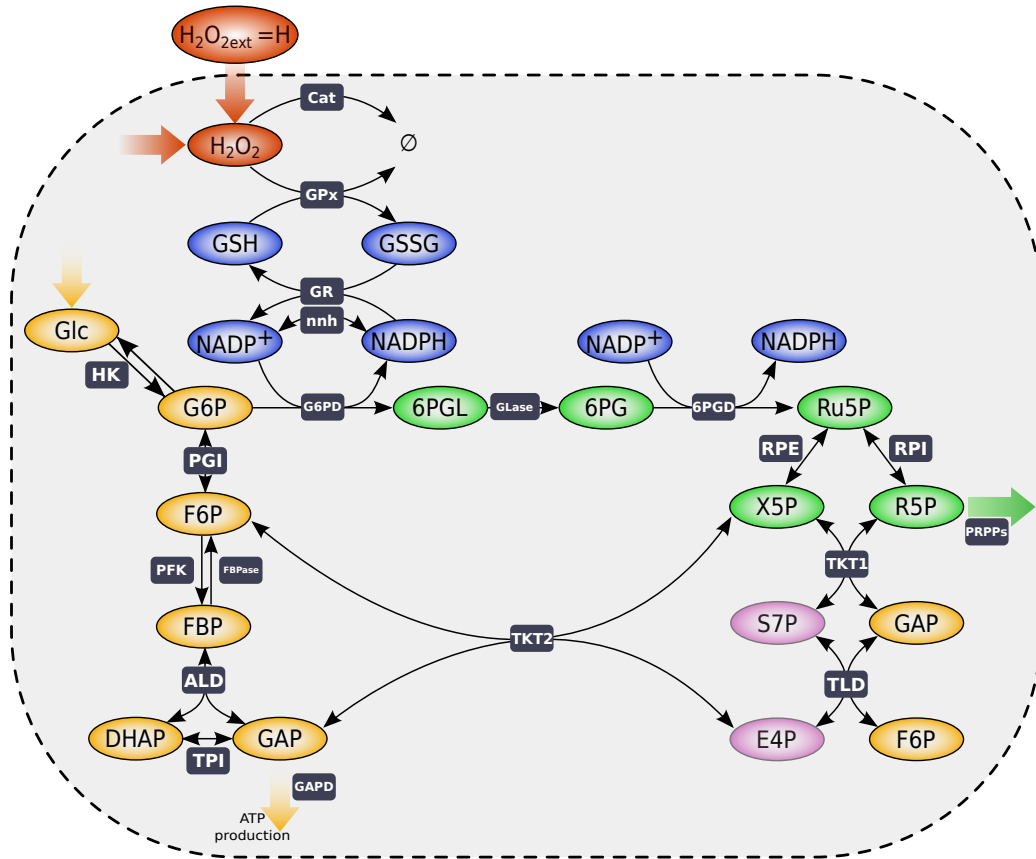 H₂O₂ext =H
Cat
H₂O₂
∅
GPx
GSH
GSSG
GR
nnh
Glc
NADP⁺
NADPH
NADP⁺
NADPH
HK
G6P
G6PD
6PGL
GLase
6PG
6PGD
Ru5P
RPE
RPI
PGI
F6P
X5P
R5P
PRPPs
PFK
FBPase
TKT1
FBP
S7P
GAP
TKT2
ALD
TLD
DHAP
GAP
E4P
F6P
TPI
GAPD
ATP
production